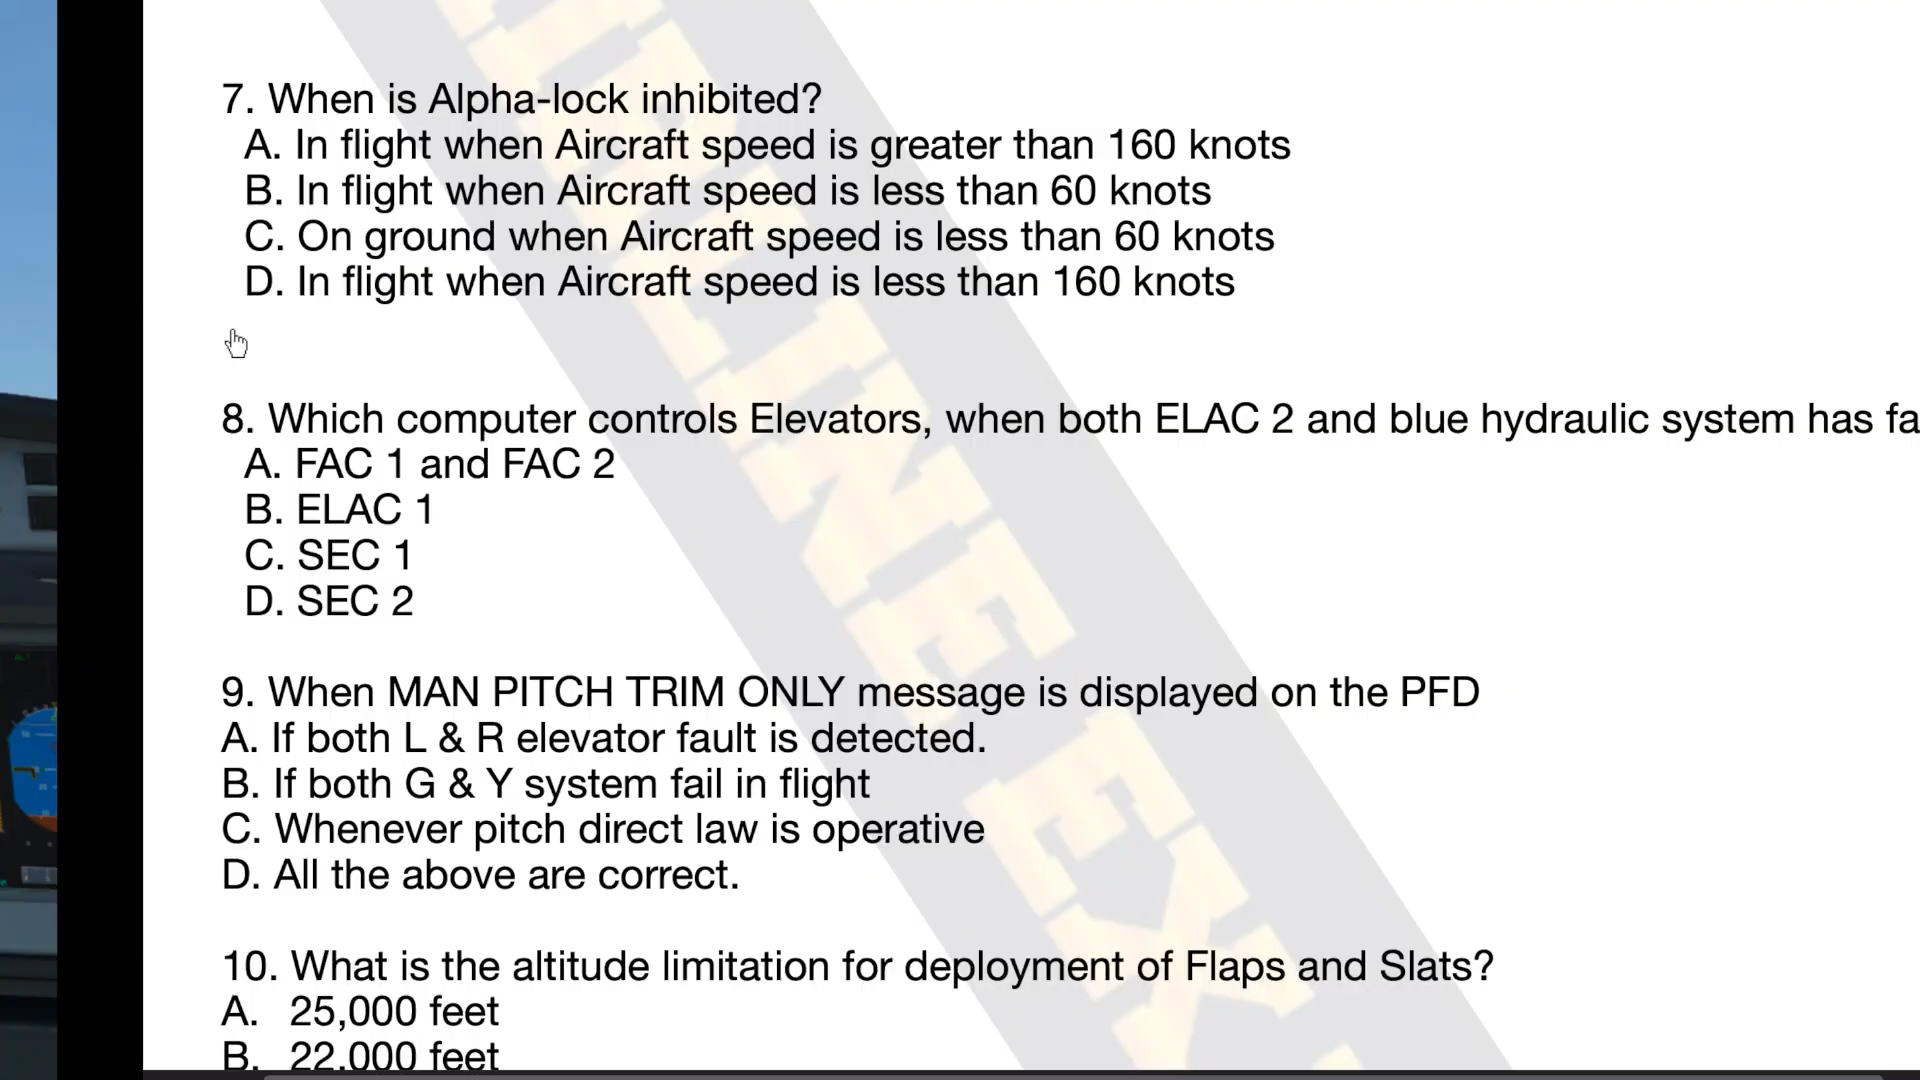 7. When is Alpha-lock inhibited?
A. In flight when Aircraft speed is greater than 160 knots
B. In flight when Aircraft speed is less than 60 knots
C. On ground when Aircraft speed is less than 60 knots
D. In flight when Aircraft speed is less than 160 knots
8. Which computer controls Elevators, when both ELAC 2 and blue hydraulic system has fa
A. FAC 1 and FAC 2
B. ELAC 1
C. SEC 1
D. SEC 2
9. When MAN PITCH TRIM ONLY message is displayed on the PFD
A. If both L & R elevator fault is detected.
B. If both G & Y system fail in flight
C. Whenever pitch direct law is operative
D. All the above are correct.
10. What is the altitude limitation for deployment of Flaps and Slats?
A. 25,000 feet
B. 22,000 feet